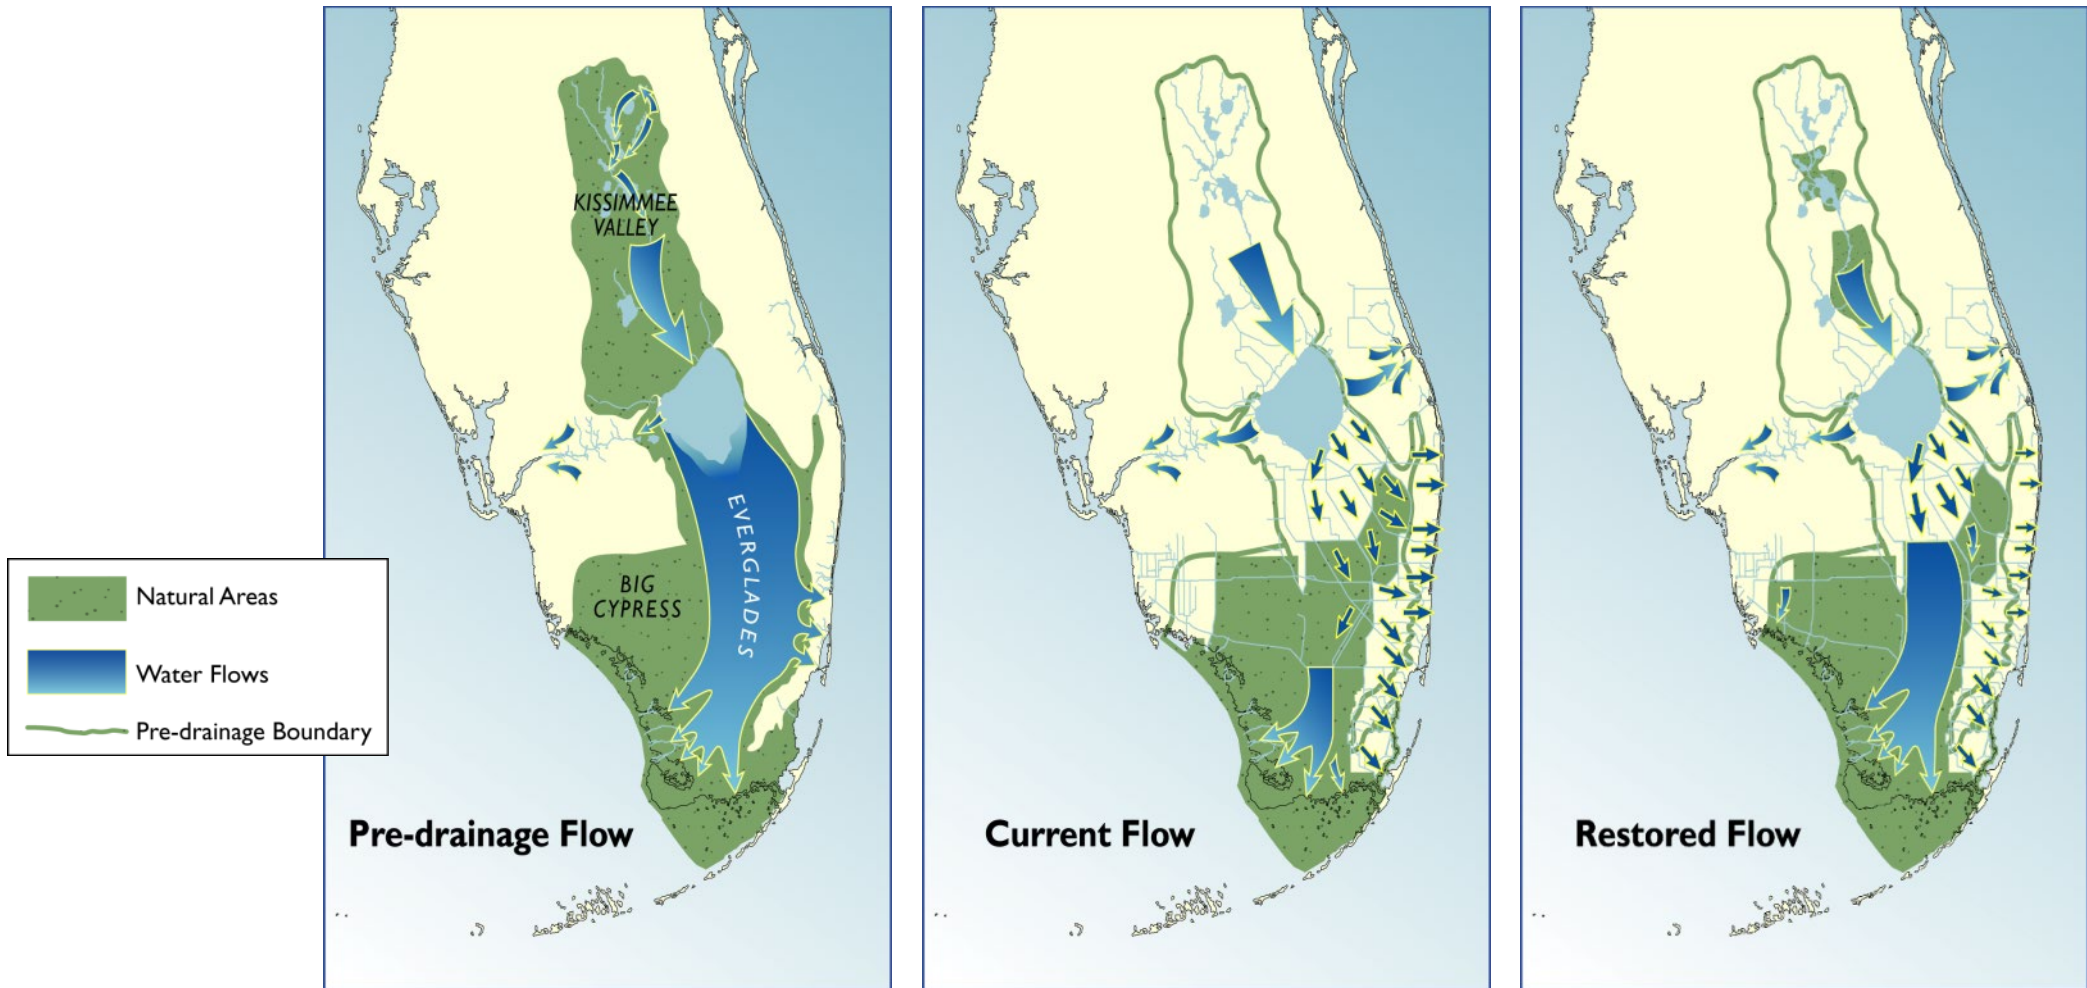 KISSIMMEE
VALLEY
EVERGLADES
BIG
CYPRESS
Natural Areas
Water Flows
Pre-drainage Boundary
Pre-drainage Flow
Current Flow
Restored Flow